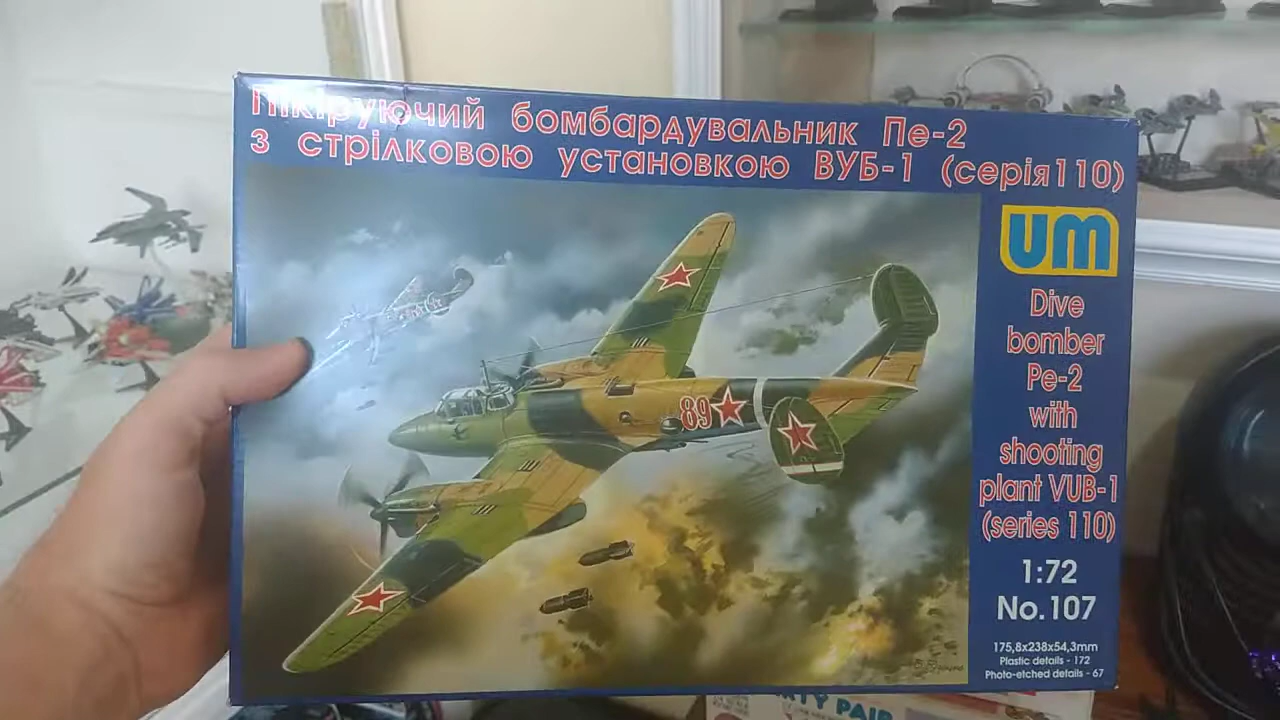 Пікіруючий бомбардувальник Пе-2
з стрілковою установкою ВУБ-1 (серія110)
um
Dive
bomber
Pe-2
with
shooting
plant VUB-1
(series 110)
1:72
No.107
175,8x238x54,3mm
Plastic details - 172
Photo-etched details - 67
89
PAIR